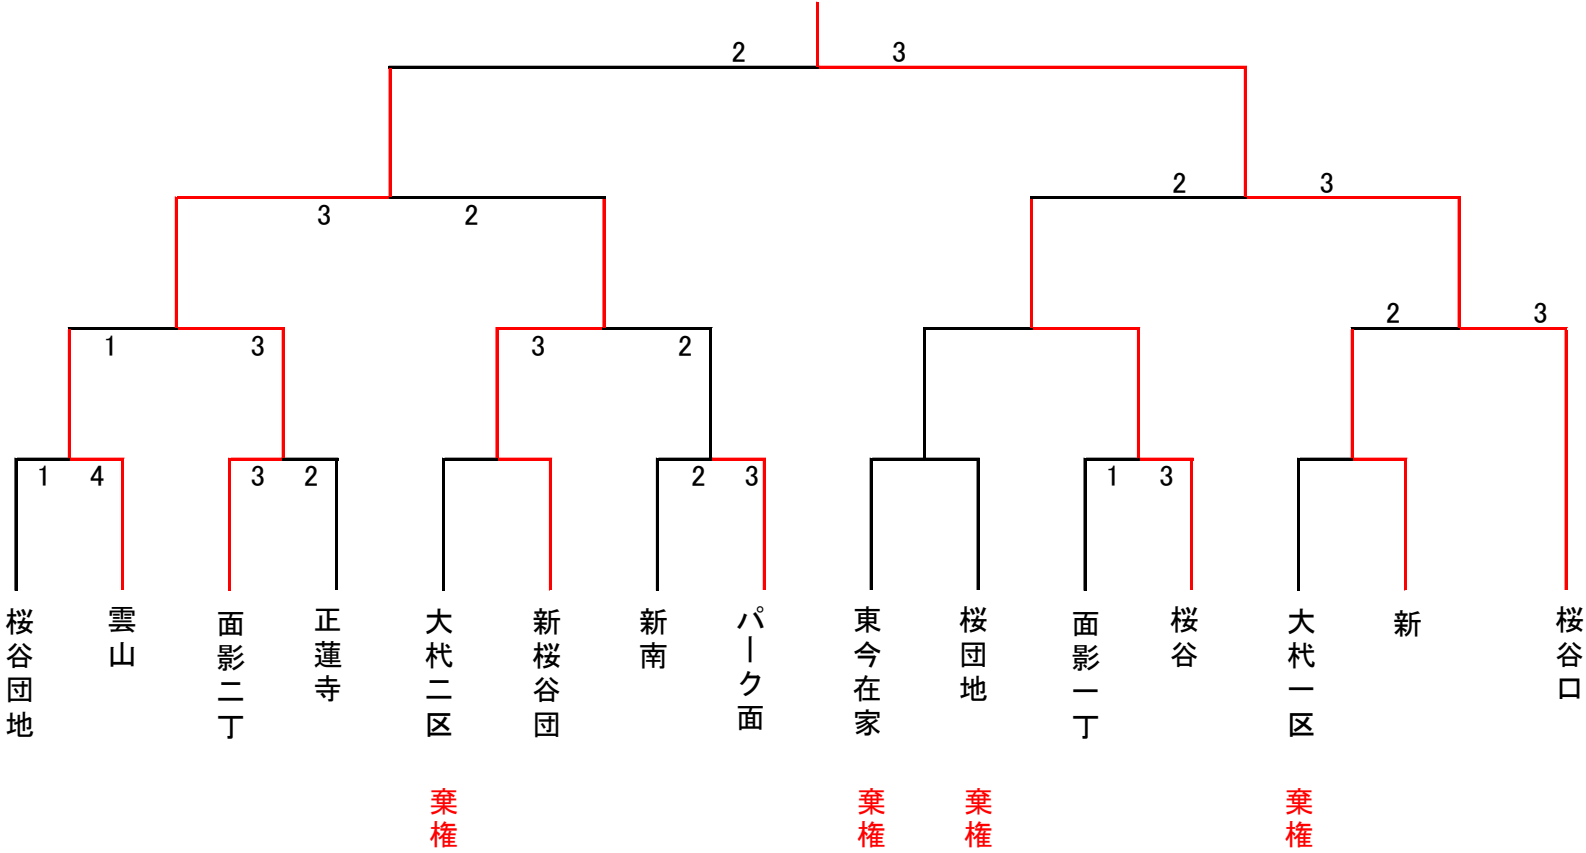 2 3
2 3
3 2
2 3
1 3 3 2
1 4 3 2 2 3 1 3
桜谷団地
雲山
面影二丁
正蓮寺
大杙二区
新桜谷団
新南
パーク面
東今在家
桜団地
面影一丁
桜谷
大杙一区
新
桜谷口
棄権
棄権
棄権
棄権